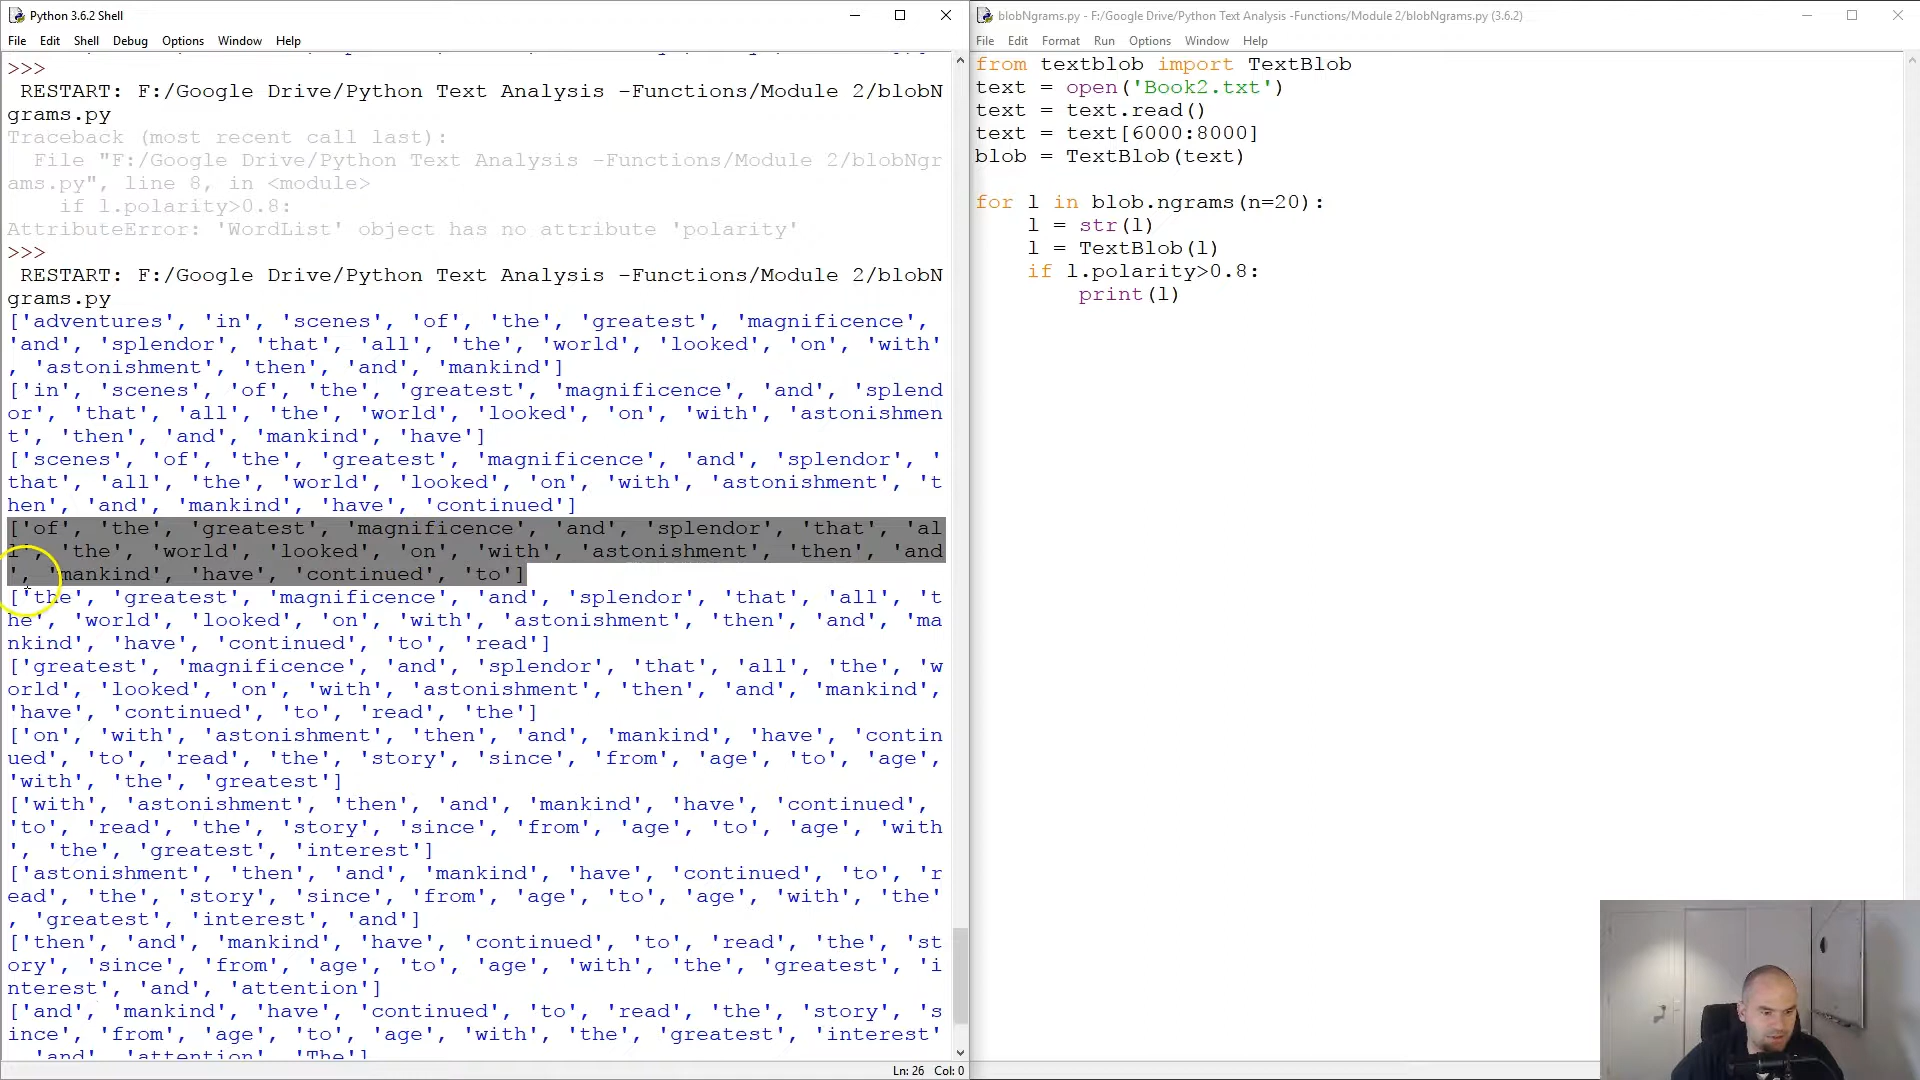 Python 3.6.2 Shell
File Edit Shell Debug Options Window Help
>>>
 RESTART: F:/Google Drive/Python Text Analysis -Functions/Module 2/blobN
grams.py
Traceback (most recent call last):
  File "F:/Google Drive/Python Text Analysis -Functions/Module 2/blobNgr
ams.py", line 8, in <module>
    if l.polarity>0.8:
AttributeError: 'WordList' object has no attribute 'polarity'
>>>
 RESTART: F:/Google Drive/Python Text Analysis -Functions/Module 2/blobN
grams.py
['adventures', 'in', 'scenes', 'of', 'the', 'greatest', 'magnificence',
'and', 'splendor', 'that', 'all', 'the', 'world', 'looked', 'on', 'with'
, 'astonishment', 'then', 'and', 'mankind']
['in', 'scenes', 'of', 'the', 'greatest', 'magnificence', 'and', 'splend
or', 'that', 'all', 'the', 'world', 'looked', 'on', 'with', 'astonishmen
t', 'then', 'and', 'mankind', 'have']
['scenes', 'of', 'the', 'greatest', 'magnificence', 'and', 'splendor', '
that', 'all', 'the', 'world', 'looked', 'on', 'with', 'astonishment', 't
hen', 'and', 'mankind', 'have', 'continued']
['of', 'the', 'greatest', 'magnificence', 'and', 'splendor', 'that', 'al
l', 'the', 'world', 'looked', 'on', 'with', 'astonishment', 'then', 'and
', 'mankind', 'have', 'continued', 'to']
['the', 'greatest', 'magnificence', 'and', 'splendor', 'that', 'all', 't
he', 'world', 'looked', 'on', 'with', 'astonishment', 'then', 'and', 'ma
nkind', 'have', 'continued', 'to', 'read']
['greatest', 'magnificence', 'and', 'splendor', 'that', 'all', 'the', 'w
orld', 'looked', 'on', 'with', 'astonishment', 'then', 'and', 'mankind',
'have', 'continued', 'to', 'read', 'the']
['on', 'with', 'astonishment', 'then', 'and', 'mankind', 'have', 'contin
ued', 'to', 'read', 'the', 'story', 'since', 'from', 'age', 'to', 'age',
'with', 'the', 'greatest']
['with', 'astonishment', 'then', 'and', 'mankind', 'have', 'continued',
'to', 'read', 'the', 'story', 'since', 'from', 'age', 'to', 'age', 'with
', 'the', 'greatest', 'interest']
['astonishment', 'then', 'and', 'mankind', 'have', 'continued', 'to', 'r
ead', 'the', 'story', 'since', 'from', 'age', 'to', 'age', 'with', 'the'
, 'greatest', 'interest', 'and']
['then', 'and', 'mankind', 'have', 'continued', 'to', 'read', 'the', 'st
ory', 'since', 'from', 'age', 'to', 'age', 'with', 'the', 'greatest', 'i
nterest', 'and', 'attention']
['and', 'mankind', 'have', 'continued', 'to', 'read', 'the', 'story', 's
ince', 'from', 'age', 'to', 'age', 'with', 'the', 'greatest', 'interest'
, 'and', 'attention', 'The']
Ln: 26 Col: 0
blobNgrams.py - F:/Google Drive/Python Text Analysis -Functions/Module 2/blobNgrams.py (3.6.2)
File Edit Format Run Options Window Help
from textblob import TextBlob
text = open('Book2.txt')
text = text.read()
text = text[6000:8000]
blob = TextBlob(text)
for l in blob.ngrams(n=20):
    l = str(l)
    l = TextBlob(l)
    if l.polarity>0.8:
        print(l)